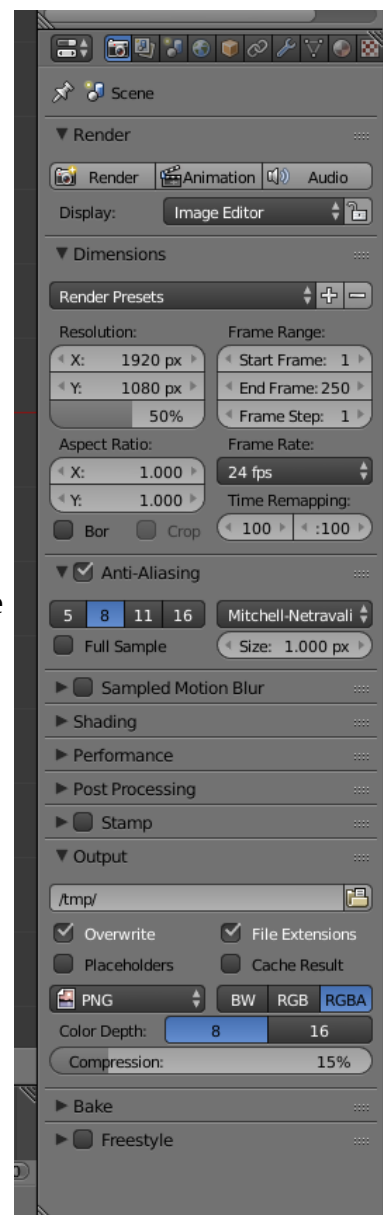 Scene
Render
Render Animation Audio
Display: Image Editor
Dimensions
Render Presets
Resolution: Frame Range:
X: 1920 px Start Frame: 1
Y: 1080 px End Frame: 250
50% Frame Step: 1
Aspect Ratio: Frame Rate:
X: 1.000 24 fps
Y: 1.000 Time Remapping:
Bor Crop 100 :100
Anti-Aliasing
e
5 8 11 16 Mitchell-Netravali
Full Sample Size: 1.000 px
Sampled Motion Blur
Shading
Performance
Post Processing
Stamp
Output
/tmp/
Overwrite File Extensions
Placeholders Cache Result
PNG BW RGB RGBA
Color Depth: 8 16
Compression: 15%
Bake
Freestyle